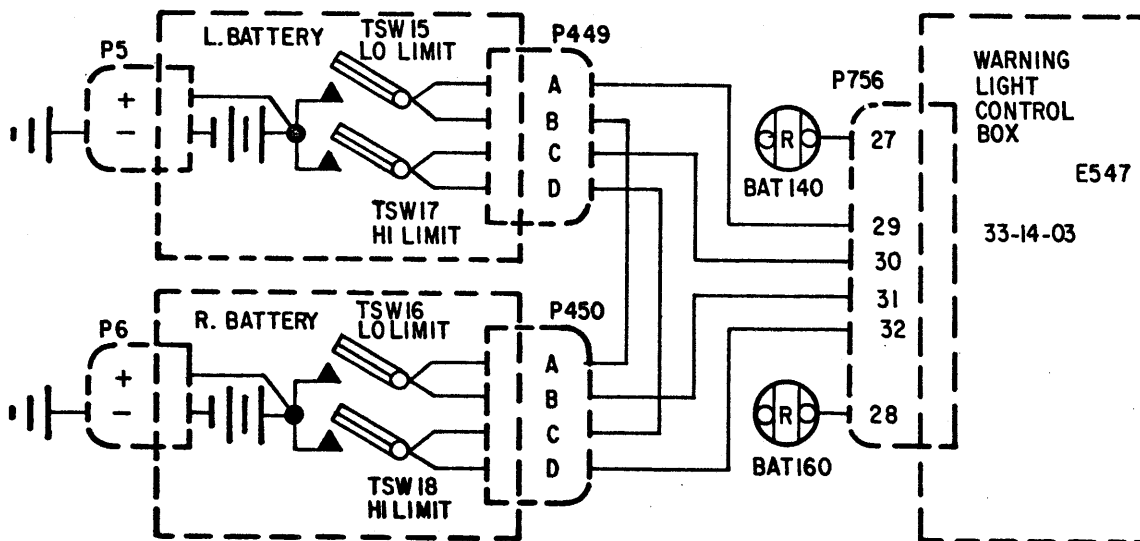 L. BATTERY
TSW15
LO LIMIT
P5
+
-
TSW17
HI LIMIT
P449
A
B
C
D
P756
27
R
BAT140
29
30
31
32
28
R
BAT160
WARNING
LIGHT
CONTROL
BOX
E547
33-14-03
R. BATTERY
TSW16
LO LIMIT
P6
+
-
TSW18
HI LIMIT
P450
A
B
C
D